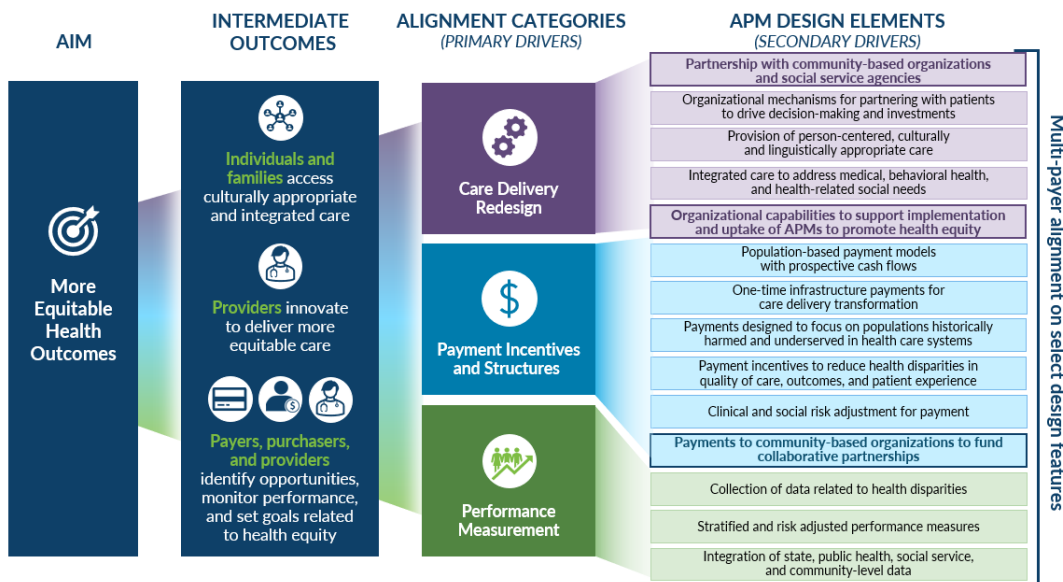 AIM
INTERMEDIATE
OUTCOMES
ALIGNMENT CATEGORIES
(PRIMARY DRIVERS)
APM DESIGN ELEMENTS
(SECONDARY DRIVERS)
More
Equitable
Health
Outcomes
Individuals and
families access
culturally appropriate
and integrated care
Providers innovate
to deliver more
equitable care
$
Payers, purchasers,
and providers
identify opportunities,
monitor performance,
and set goals related
to health equity
Care Delivery
Redesign
$
Payment Incentives
and Structures
Performance
Measurement
Partnership with community-based organizations
and social service agencies
Organizational mechanisms for partnering with patients
to drive decision-making and investments
Provision of person-centered, culturally
and linguistically appropriate care
Integrated care to address medical, behavioral health,
and health-related social needs
Organizational capabilities to support implementation
and uptake of APMs to promote health equity
Population-based payment models
with prospective cash flows
One-time infrastructure payments for
care delivery transformation
Payments designed to focus on populations historically
harmed and underserved in health care systems
Payment incentives to reduce health disparities in
quality of care, outcomes, and patient experience
Clinical and social risk adjustment for payment
Payments to community-based organizations to fund
collaborative partnerships
Collection of data related to health disparities
Stratified and risk adjusted performance measures
Integration of state, public health, social service,
and community-level data
Multi-payer alignment on select design features